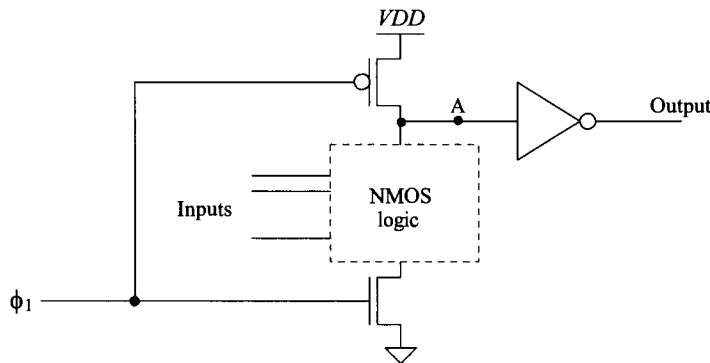 VDD
A
Output
Inputs
NMOS
logic
ϕ1